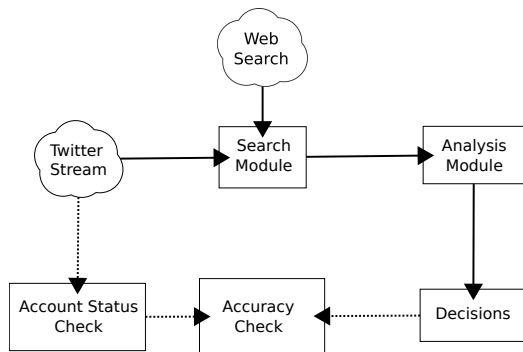 Web
Search
Twitter
Stream
Search
Module
Analysis
Module
Account Status
Check
Accuracy
Check
Decisions